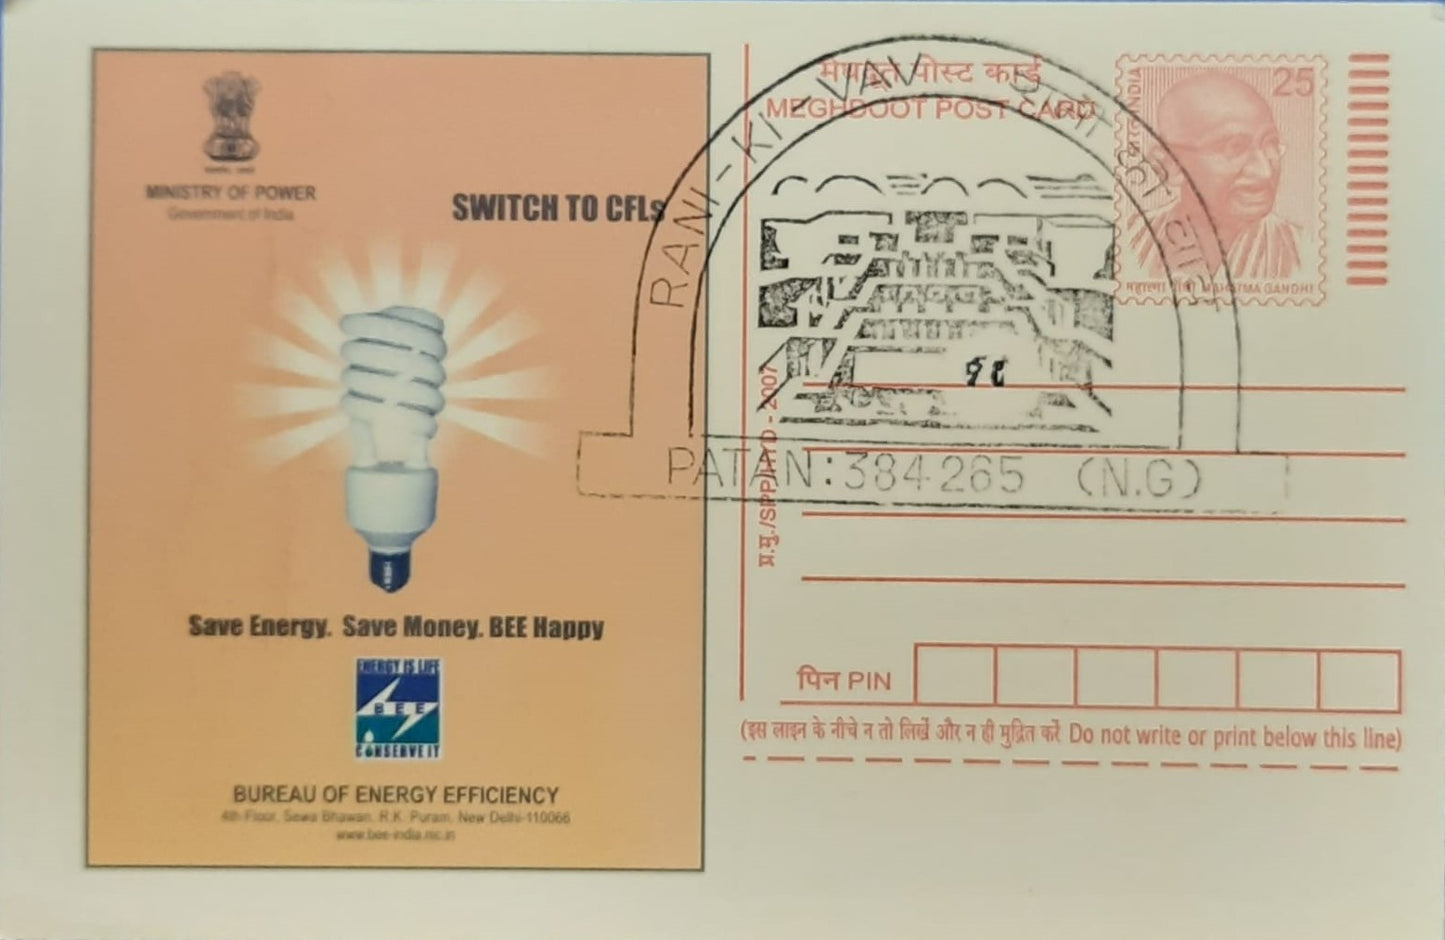 MINISTRY OF POWER
Government of India
SWITCH TO CFLs
Save Energy. Save Money. BEE Happy
ENERGY IS LIFE
BEE
CONSERVE IT
BUREAU OF ENERGY EFFICIENCY
4th Floor, Sewa Bhawan, R.K. Puram, New Delhi-110066
www.bee-india.nic.in
मेघदूत पोस्ट कार्ड
MEGHDOOT POST CARD
भारत INDIA
25
महात्मा गांधी MAHATMA GANDHI
RANI-KI-VAV
PATAN:384265 (N.G)
प्र.मु./SPP/HYD - 2007
पिन PIN
(इस लाइन के नीचे न तो लिखें और न ही मुद्रित करें Do not write or print below this line)